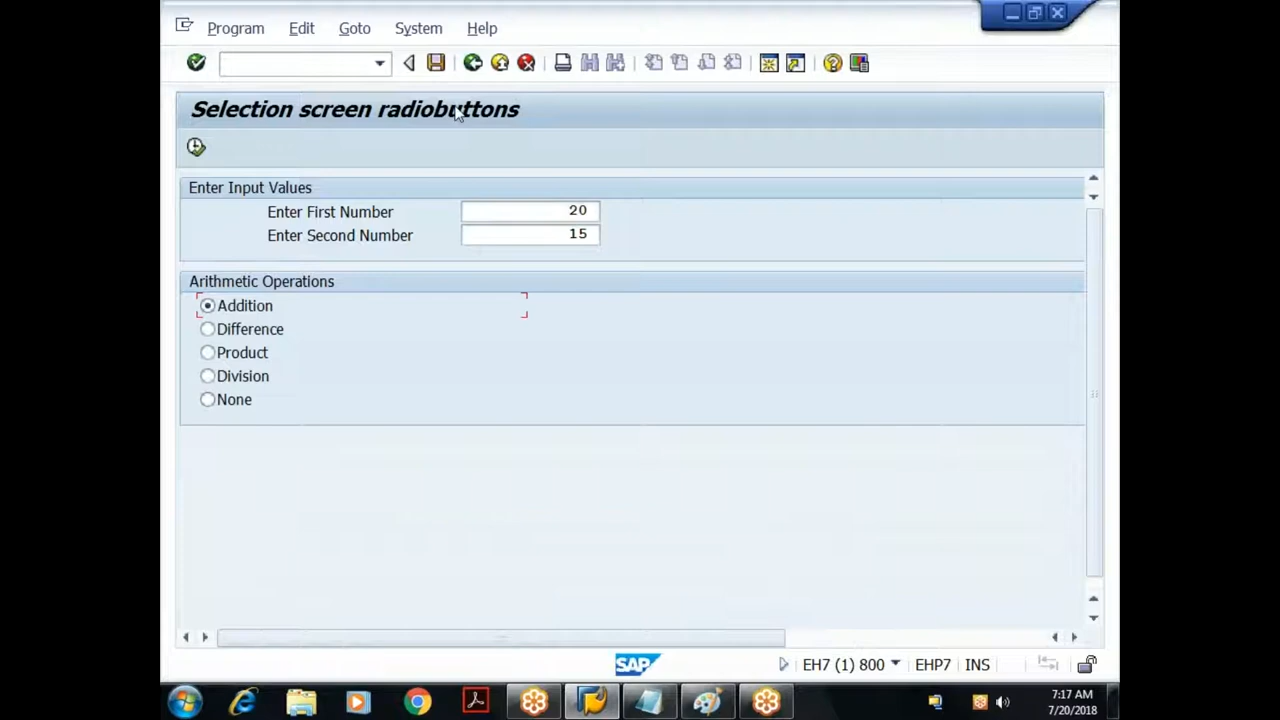 Program Edit Goto System Help
Selection screen radiobuttons
Enter Input Values
Enter First Number 20
Enter Second Number 15
Arithmetic Operations
Addition
Difference
Product
Division
None
SAP EH7 (1) 800 EHP7 INS
7:17 AM
7/20/2018